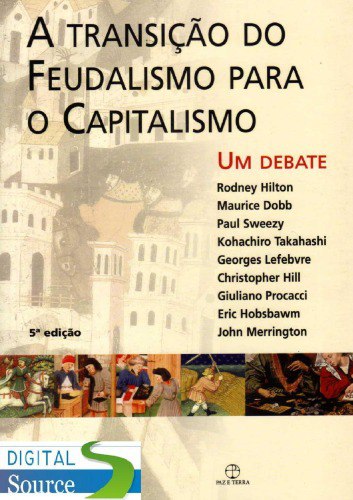 A TRANSIÇÃO DO
FEUDALISMO PARA
O CAPITALISMO
UM DEBATE
Rodney Hilton
Maurice Dobb
Paul Sweezy
Kohachiro Takahashi
Georges Lefebvre
Christopher Hill
Giuliano Procacci
Eric Hobsbawm
John Merrington
5ª edição
DIGITAL
Source
PAZ E TERRA